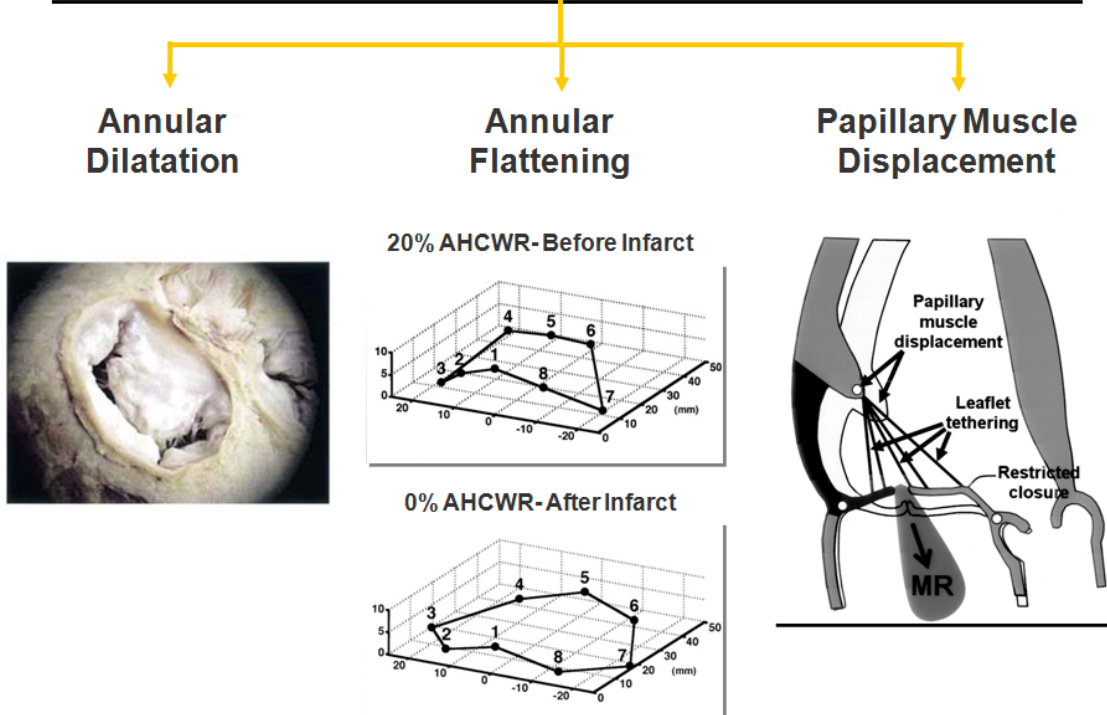 Annular
Dilatation
Annular
Flattening
Papillary Muscle
Displacement
20% AHCWR- Before Infarct
4
5
6
3
2
1
8
7
10
5
0
20
10
0
-10
-20
0
10
20
30
40
50
(mm)
0% AHCWR- After Infarct
4
5
6
3
2
1
8
7
10
5
0
20
10
0
-10
-20
0
10
20
30
40
50
(mm)
Papillary
muscle
displacement
Leaflet
tethering
Restricted
closure
MR